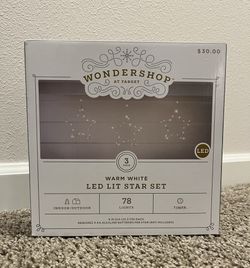 $30.00
WONDERSHOP
AT TARGET
LED
3
WARM WHITE
LED LIT STAR SET
INDOOR/OUTDOOR
78
LIGHTS
TIMER